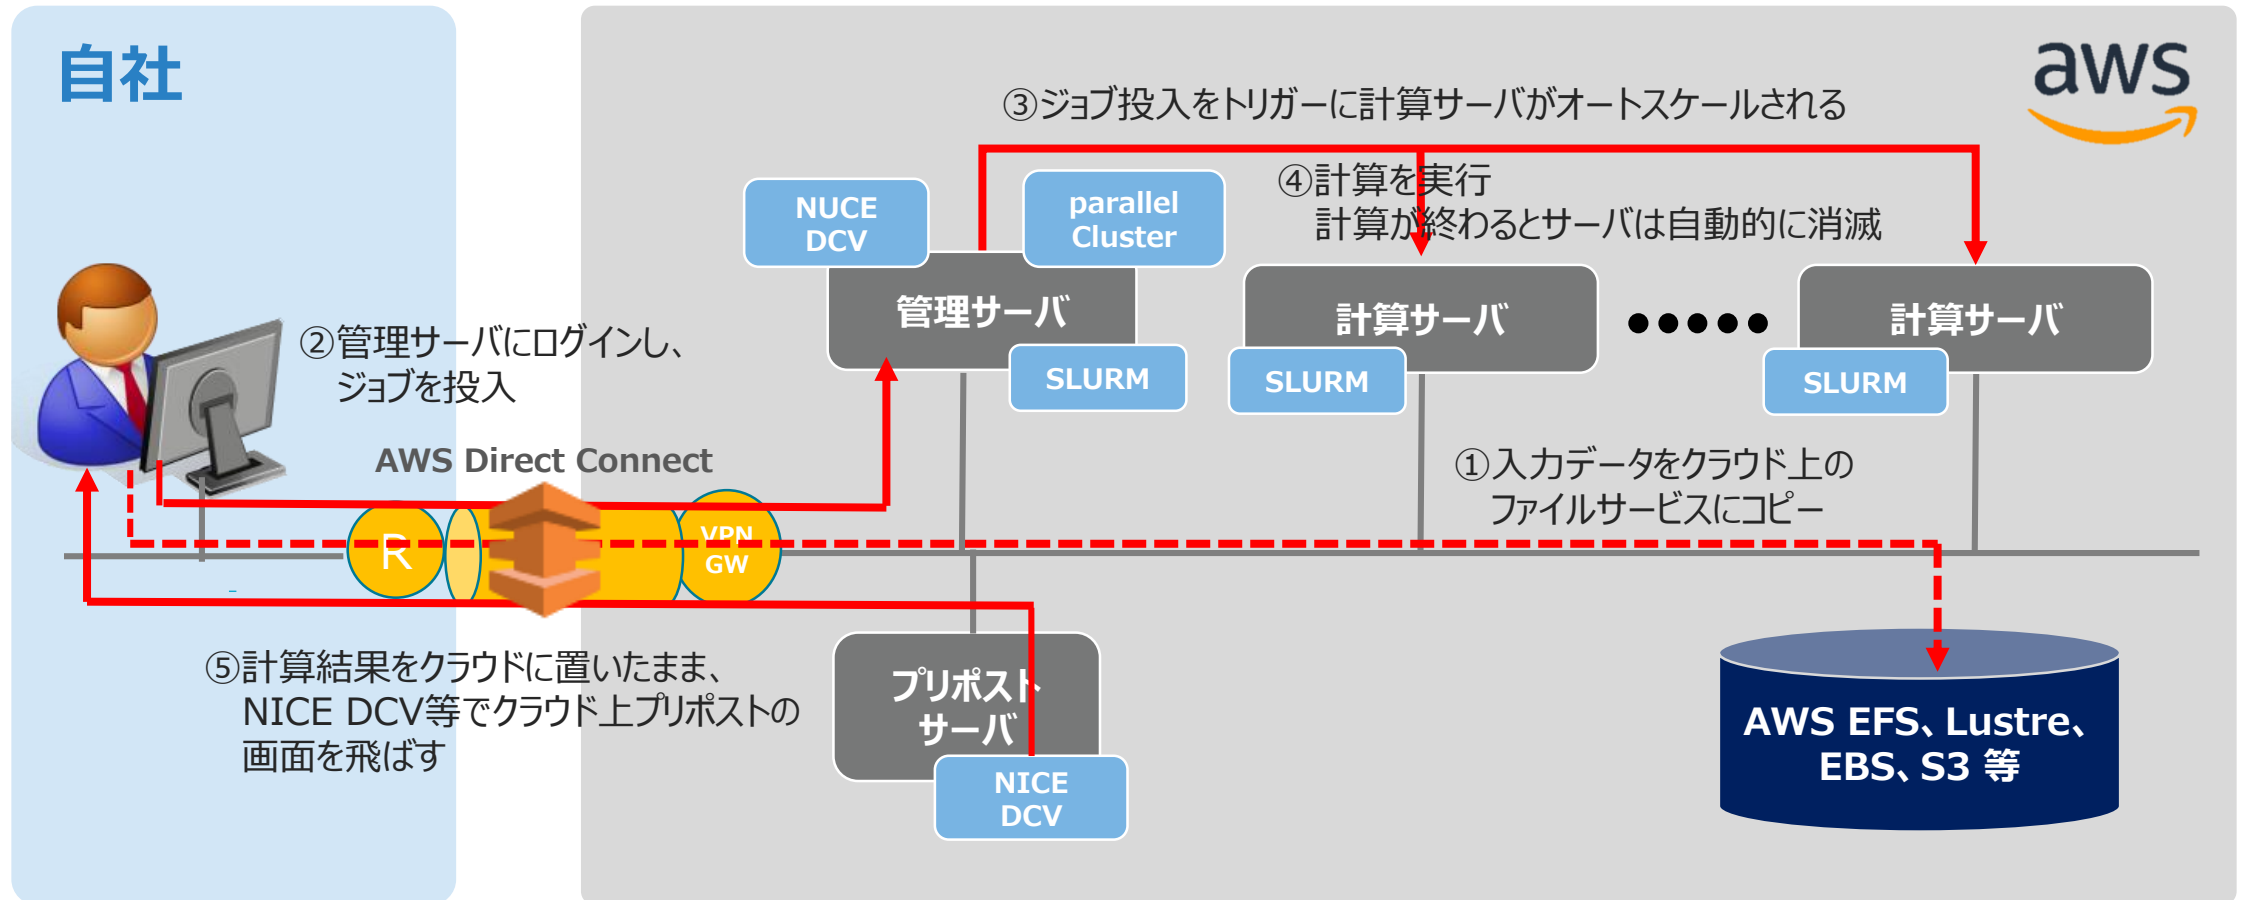 自社
aws
③ジョブ投入をトリガーに計算サーバがオートスケールされる
④計算を実行
計算が終わるとサーバは自動的に消滅
NUCE
DCV
parallel
Cluster
管理サーバ
SLURM
計算サーバ
SLURM
●●●●●
計算サーバ
SLURM
②管理サーバにログインし、
ジョブを投入
AWS Direct Connect
①入力データをクラウド上の
ファイルサービスにコピー
R
VPN
GW
⑤計算結果をクラウドに置いたまま、
NICE DCV等でクラウド上プリポストの
画面を飛ばす
プリポスト
サーバ
NICE
DCV
AWS EFS、Lustre、
EBS、S3 等